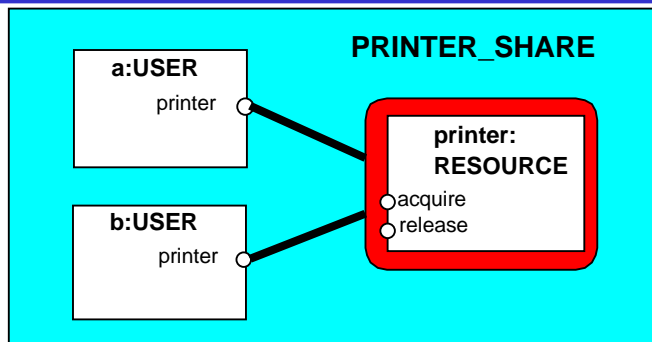 PRINTER_SHARE
a:USER
printer
printer:
RESOURCE
acquire
release
b:USER
printer